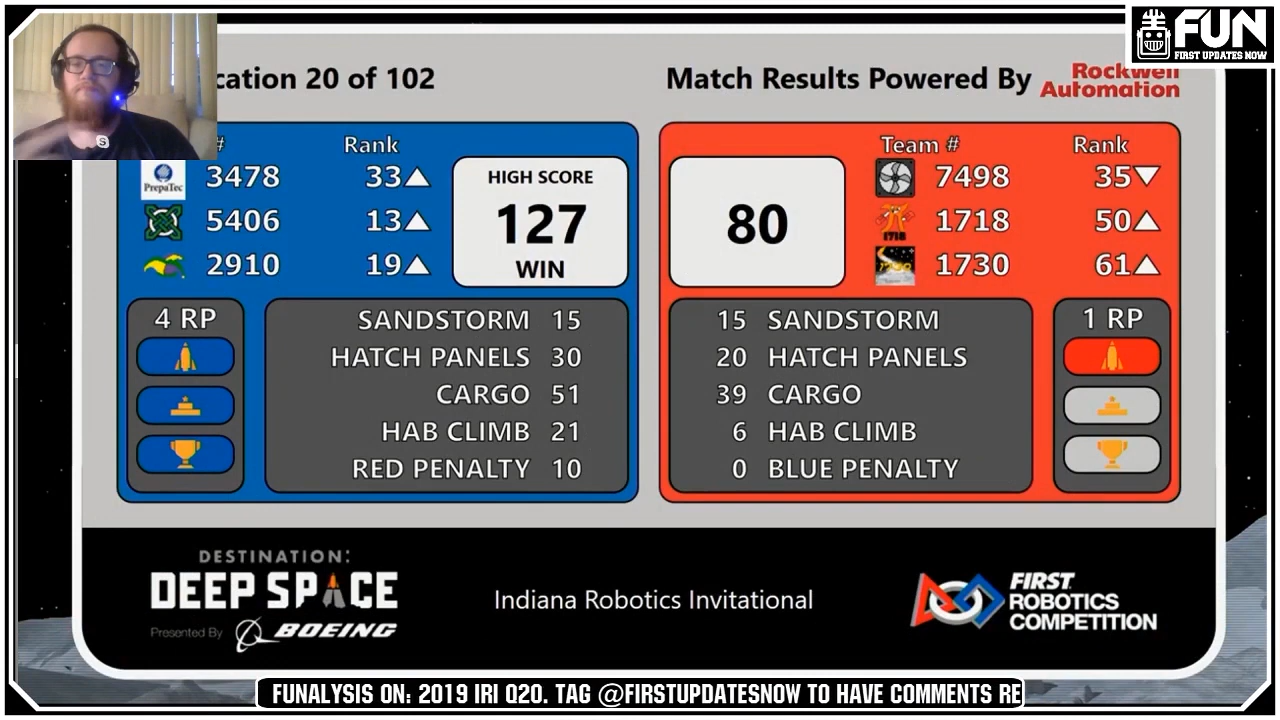 FUN
FIRST UPDATES NOW
cation 20 of 102
Match Results Powered By
Rockwell
Automation
# Rank
PrepaTec 3478 33
5406 13
2910 19
HIGH SCORE
127
WIN
80
Team # Rank
7498 35
1718 1718 50
1730 61
4 RP
SANDSTORM 15
HATCH PANELS 30
CARGO 51
HAB CLIMB 21
RED PENALTY 10
15 SANDSTORM
20 HATCH PANELS
39 CARGO
6 HAB CLIMB
0 BLUE PENALTY
1 RP
DESTINATION:
DEEP SPACE
Presented By BOEING
Indiana Robotics Invitational
FIRST
ROBOTICS
COMPETITION
FUNALYSIS ON: 2019 IRI Q20. TAG @FIRSTUPDATESNOW TO HAVE COMMENTS RE